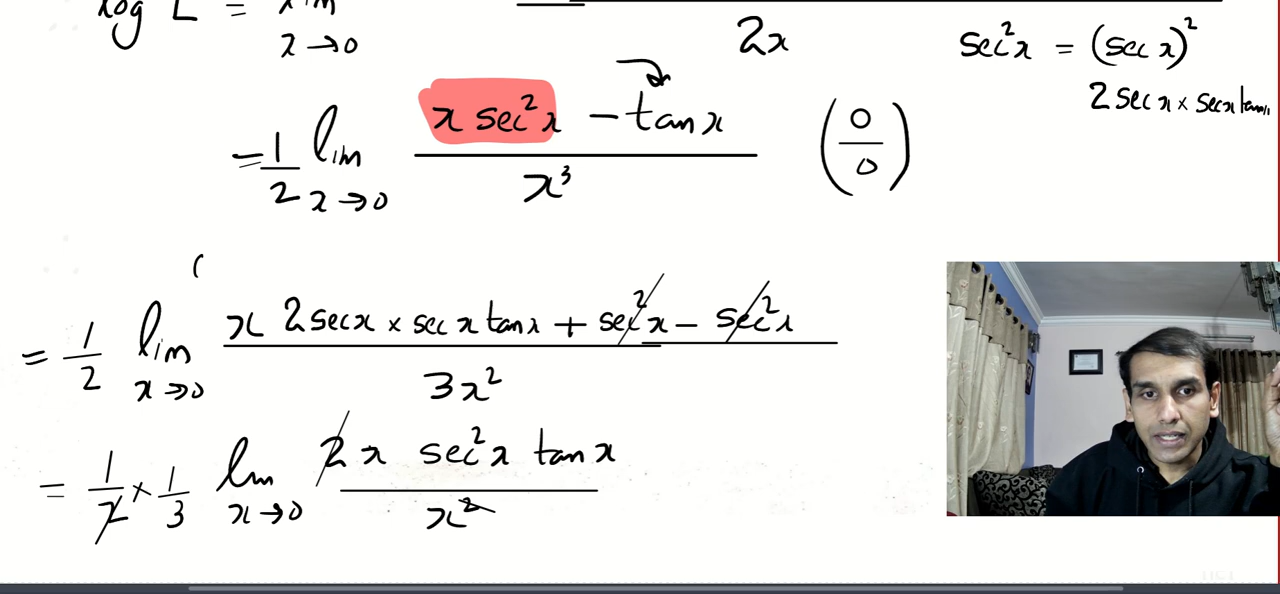 log L = lim x→0 / 2x
sec²x = (sec x)²
2 sec x × sec x tan
= 1/2 lim x→0 (x sec²x − tan x) / x³ (0/0)
(
= 1/2 lim x→0 (x 2 sec x × sec x tan x + sec²x − sec²x) / 3x²
= 1/2 × 1/3 lim x→0 2x sec²x tan x / x²